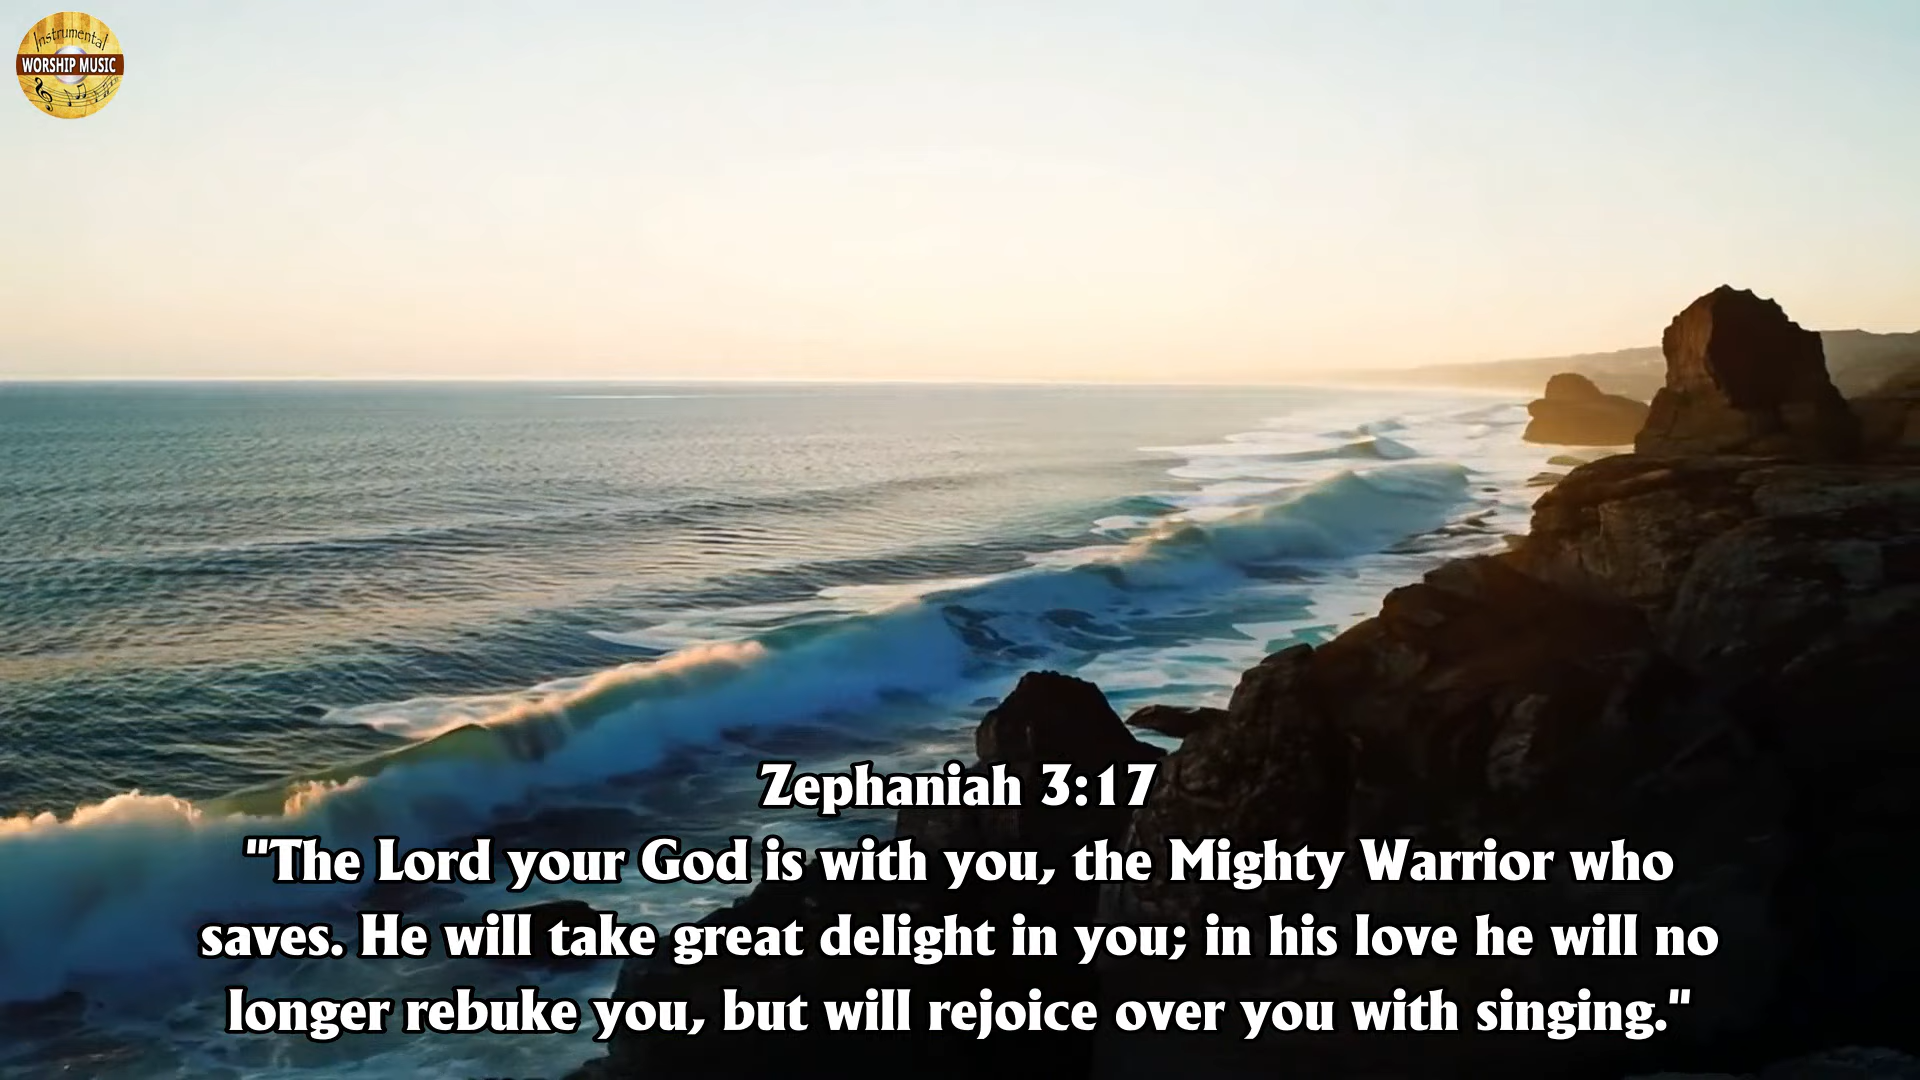 Instrumental
WORSHIP MUSIC
Zephaniah 3:17
"The Lord your God is with you, the Mighty Warrior who
saves. He will take great delight in you; in his love he will no
longer rebuke you, but will rejoice over you with singing."